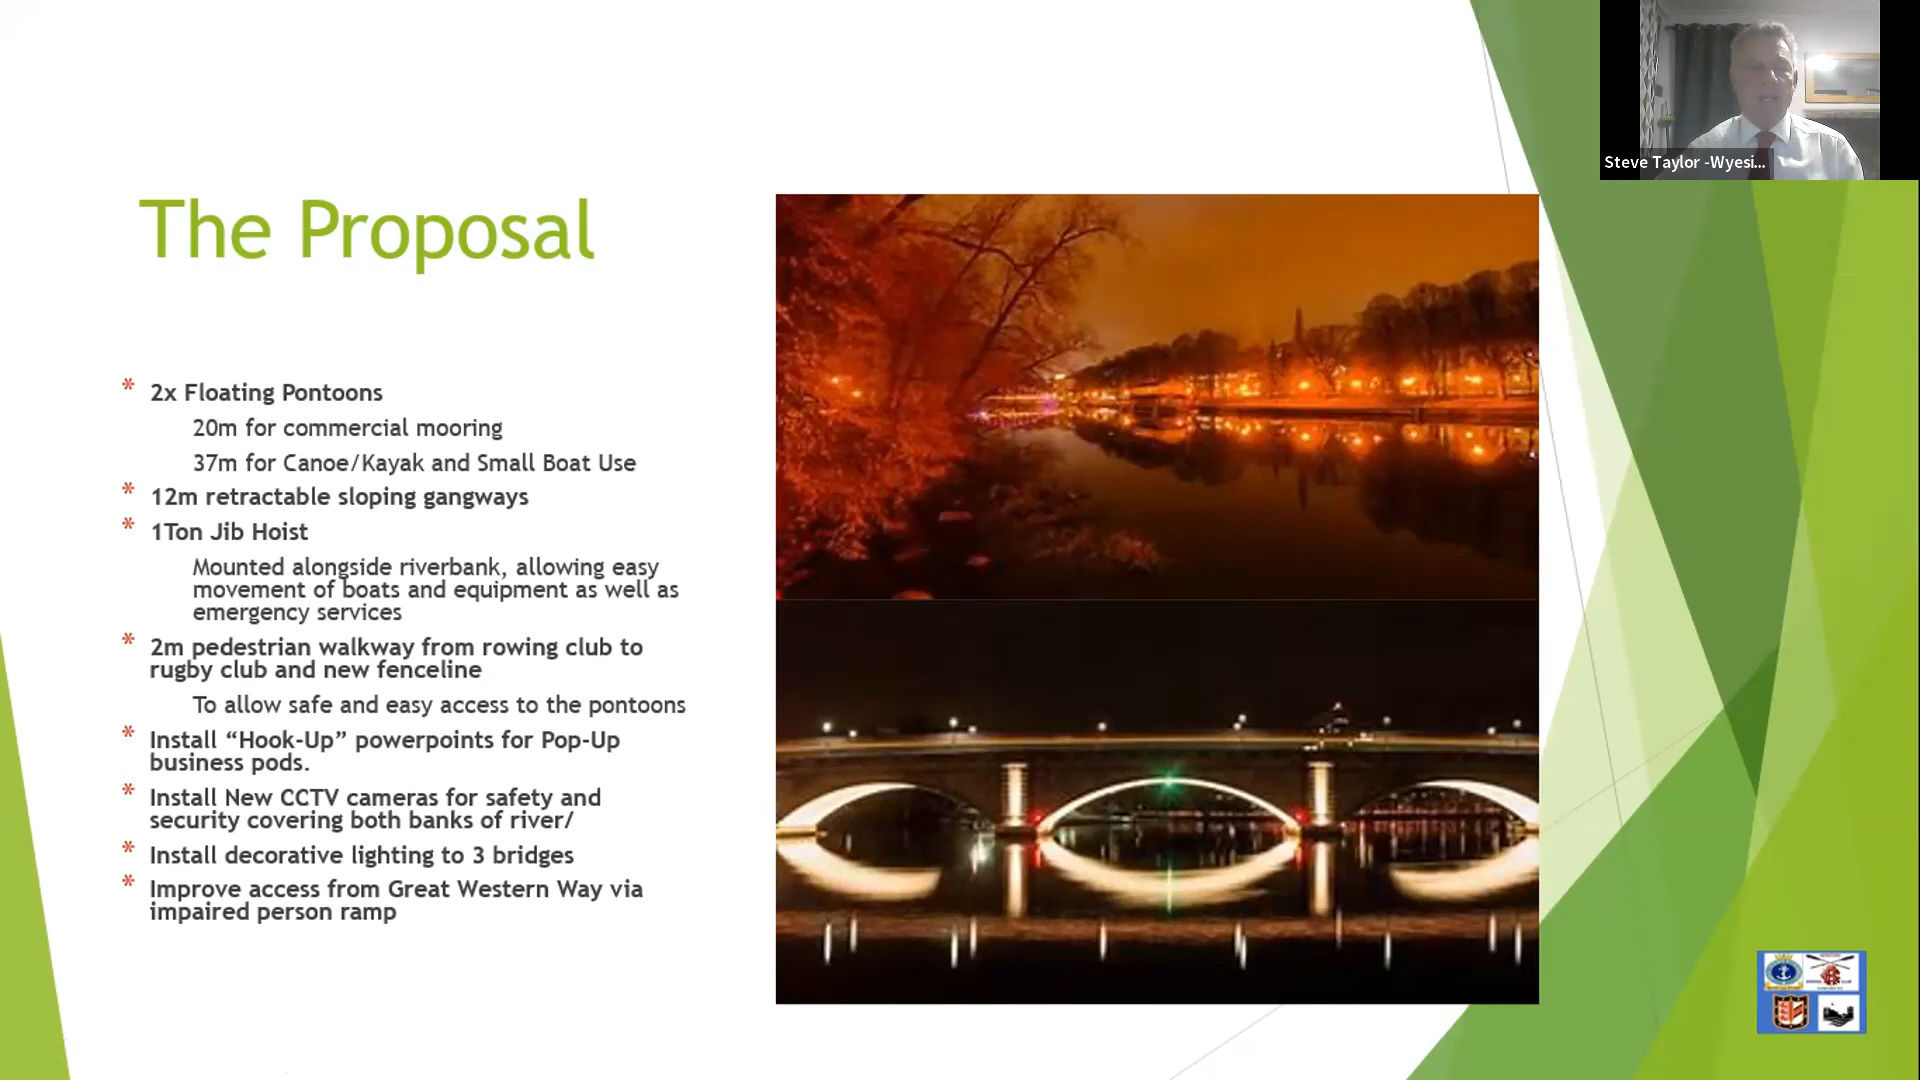 Steve Taylor -Wyesi...
The Proposal
* 2x Floating Pontoons
20m for commercial mooring
37m for Canoe/Kayak and Small Boat Use
* 12m retractable sloping gangways
* 1Ton Jib Hoist
Mounted alongside riverbank, allowing easy
movement of boats and equipment as well as
emergency services
* 2m pedestrian walkway from rowing club to
rugby club and new fenceline
To allow safe and easy access to the pontoons
* Install “Hook-Up” powerpoints for Pop-Up
business pods.
* Install New CCTV cameras for safety and
security covering both banks of river/
* Install decorative lighting to 3 bridges
* Improve access from Great Western Way via
impaired person ramp